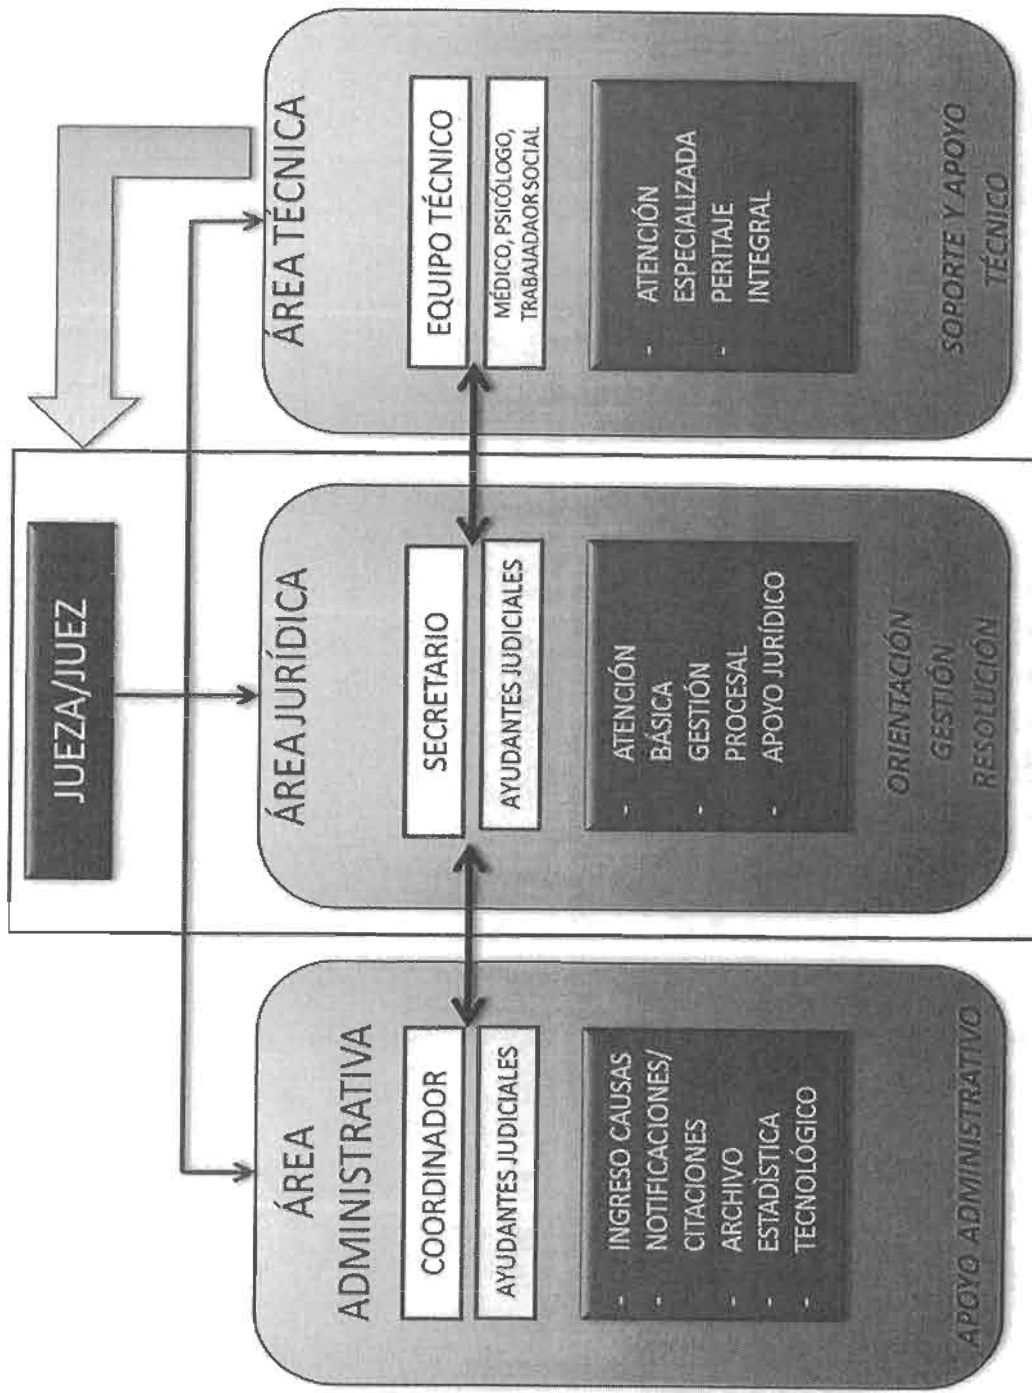 JUEZA/JUEZ
ÁREA
ADMINISTRATIVA
COORDINADOR
AYUDANTES JUDICIALES
- INGRESO CAUSAS
- NOTIFICACIONES/
CITACIONES
- ARCHIVO
- ESTADÌSTICA
- TECNOLÓGICO
APOYO ADMINISTRATIVO
ÁREA JURÍDICA
SECRETARIO
AYUDANTES JUDICIALES
- ATENCIÓN
BÁSICA
- GESTIÓN
PROCESAL
- APOYO JURÍDICO
ORIENTACIÓN
GESTIÓN
RESOLUCIÓN
ÁREA TÉCNICA
EQUIPO TÉCNICO
MÉDICO, PSICÓLOGO,
TRABAJADAOR SOCIAL
- ATENCIÓN
ESPECIALIZADA
- PERITAJE
INTEGRAL
SOPORTE Y APOYO
TÉCNICO